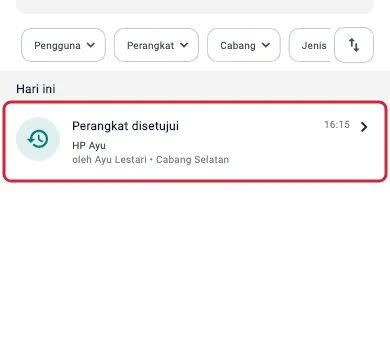 Pengguna
Perangkat
Cabang
Jenis
Hari ini
Perangkat disetujui
16:15
HP Ayu
oleh Ayu Lestari • Cabang Selatan